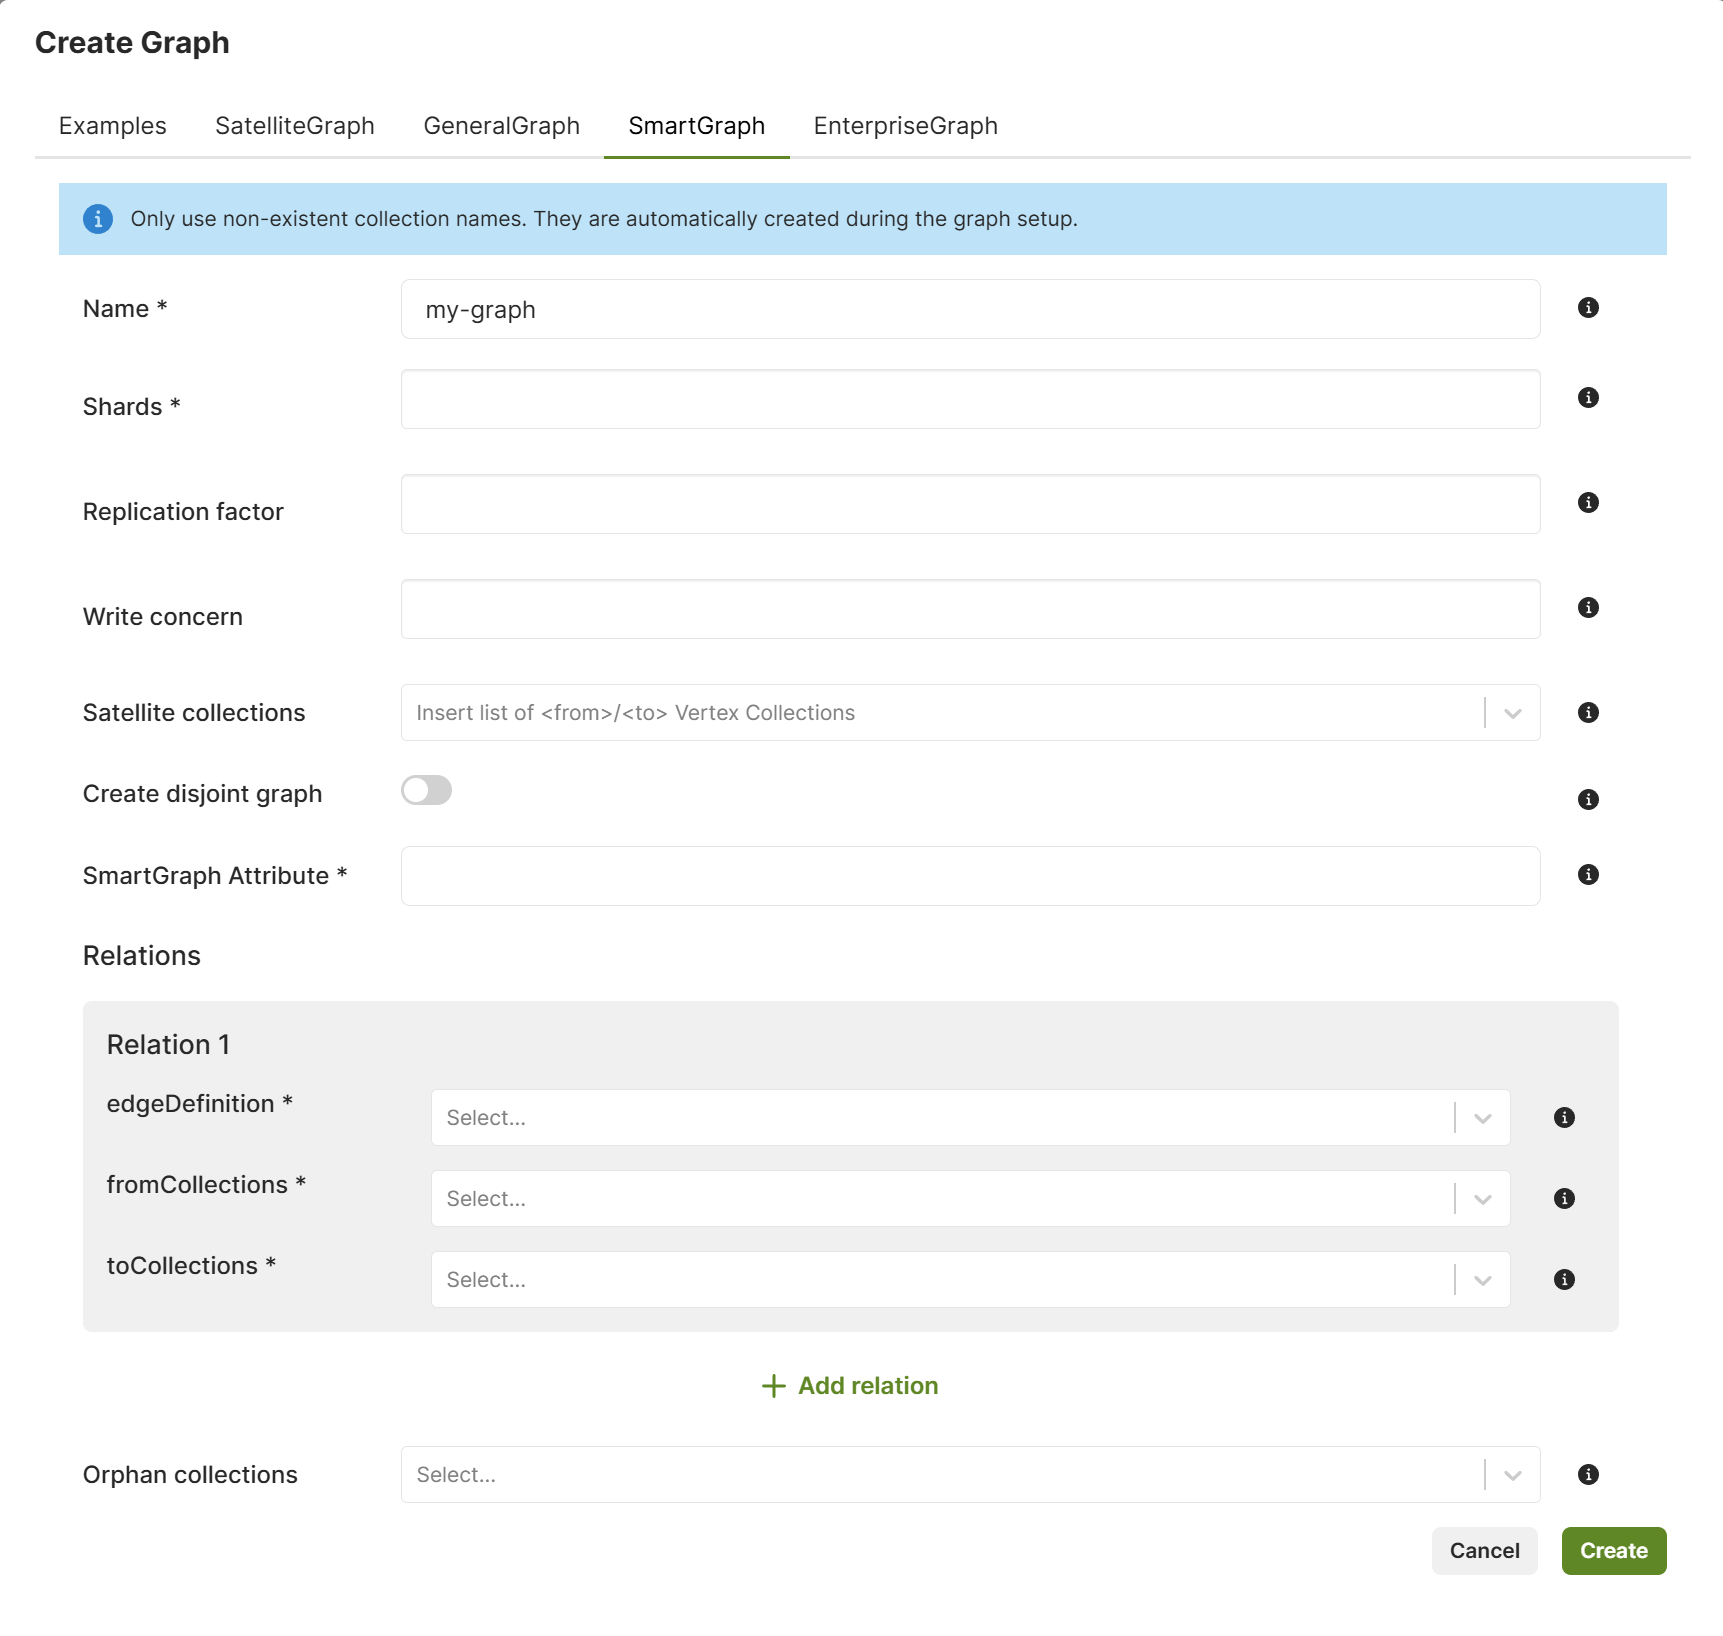 Create Graph
Examples SatelliteGraph GeneralGraph SmartGraph EnterpriseGraph
Only use non-existent collection names. They are automatically created during the graph setup.
Name * my-graph
Shards *
Replication factor
Write concern
Satellite collections Insert list of <from>/<to> Vertex Collections
Create disjoint graph
SmartGraph Attribute *
Relations
Relation 1
edgeDefinition * Select...
fromCollections * Select...
toCollections * Select...
Add relation
Orphan collections Select...
Cancel Create